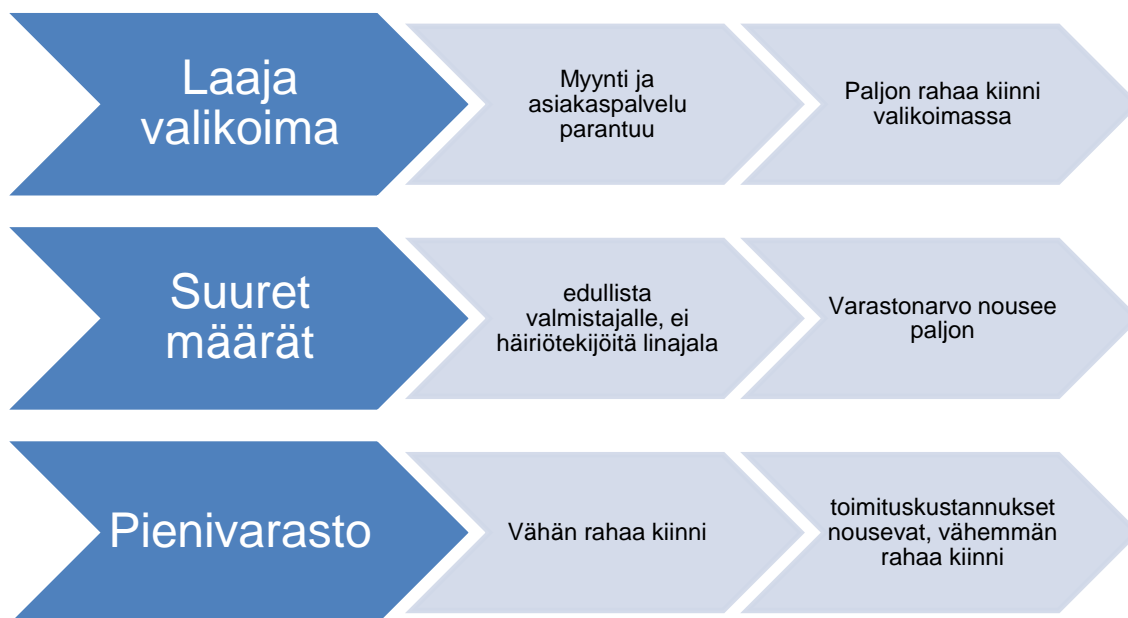 Laaja
valikoima
Myynti ja
asiakaspalvelu
parantuu
Paljon rahaa kiinni
valikoimassa
Suuret
määrät
edullista
valmistajalle, ei
häiriötekijöitä linajala
Varastonarvo nousee
paljon
Pienivarasto
Vähän rahaa kiinni
toimituskustannukset
nousevat, vähemmän
rahaa kiinni